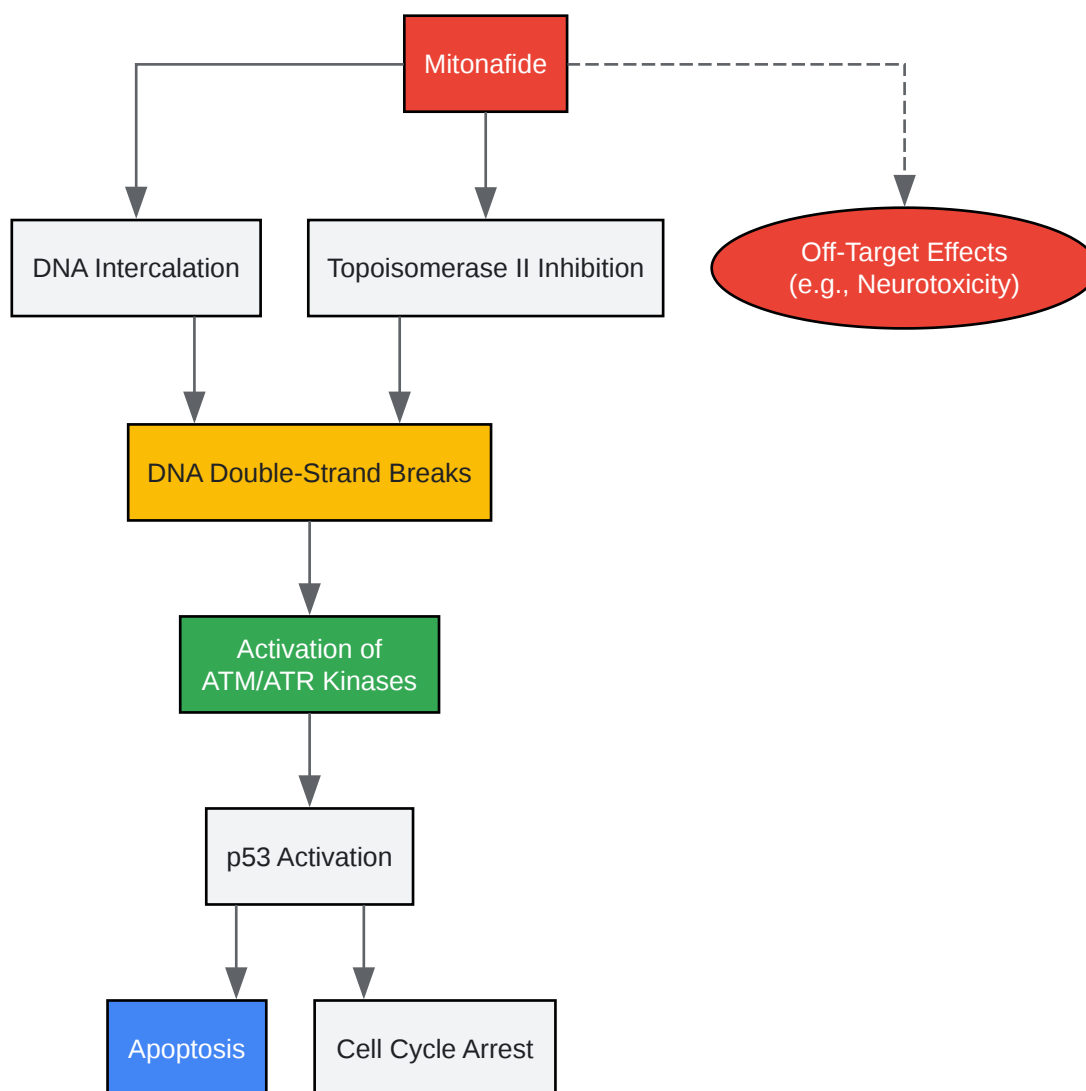 Mitonafide
DNA Intercalation
Topoisomerase II Inhibition
Off-Target Effects
(e.g., Neurotoxicity)
DNA Double-Strand Breaks
Activation of
ATM/ATR Kinases
p53 Activation
Apoptosis
Cell Cycle Arrest